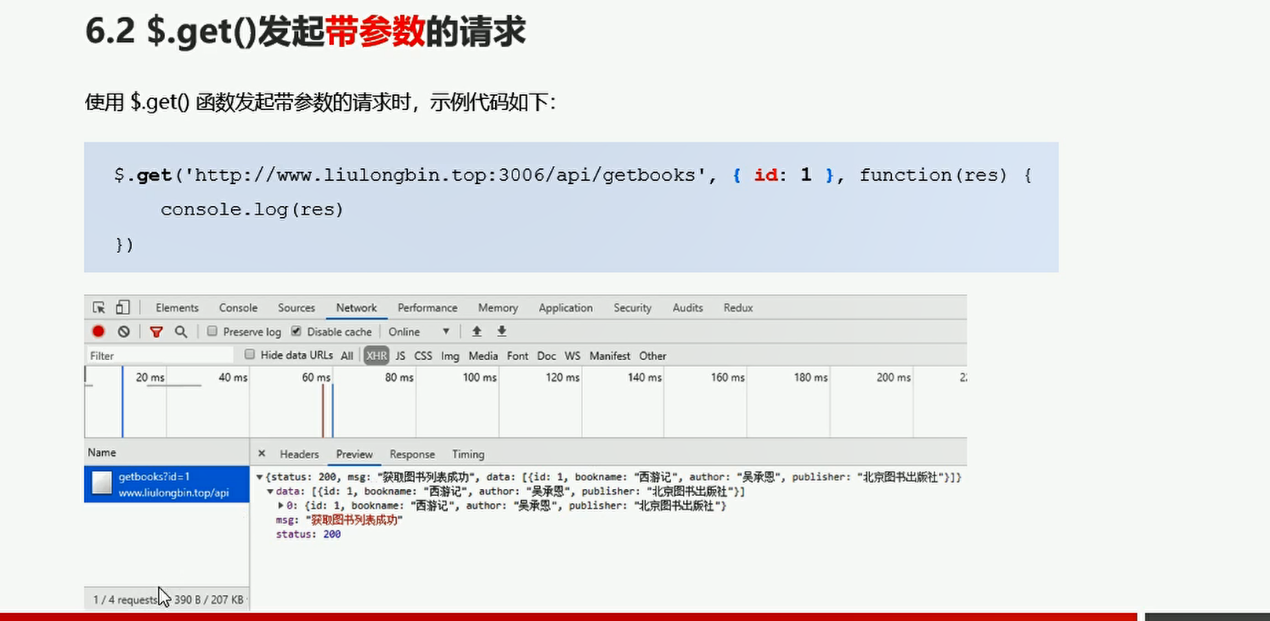 6.2 $.get()发起带参数的请求
使用 $.get() 函数发起带参数的请求时，示例代码如下：
$.get('http://www.liulongbin.top:3006/api/getbooks', { id: 1 }, function(res) {
console.log(res)
})
Elements Console Sources Network Performance Memory Application Security Audits Redux
Preserve log Disable cache Online
Filter Hide data URLs All XHR JS CSS Img Media Font Doc WS Manifest Other
20 ms 40 ms 60 ms 80 ms 100 ms 120 ms 140 ms 160 ms 180 ms 200 ms
Name × Headers Preview Response Timing
getbooks?id=1
www.liulongbin.top/api
{status: 200, msg: "获取图书列表成功", data: [{id: 1, bookname: "西游记", author: "吴承恩", publisher: "北京图书出版社"}]}
data: [{id: 1, bookname: "西游记", author: "吴承恩", publisher: "北京图书出版社"}]
0: {id: 1, bookname: "西游记", author: "吴承恩", publisher: "北京图书出版社"}
msg: "获取图书列表成功"
status: 200
1 / 4 requests 390 B / 207 KB